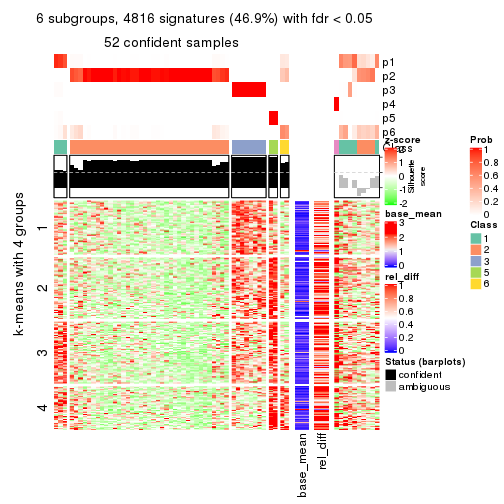 6 subgroups, 4816 signatures (46.9%) with fdr < 0.05
52 confident samples
p1
p2
p3
p4
p5
p6
Class
Silhouette
score
k-means with 4 groups
1
2
3
4
base_mean
rel_diff
z-score
2
1
0
-1
-2
base_mean
3
2
1
0
rel_diff
1
0.8
0.6
0.4
0.2
0
Status (barplots)
confident
ambiguous
Prob
1
0.8
0.6
0.4
0.2
0
Class
1
2
3
4
5
6